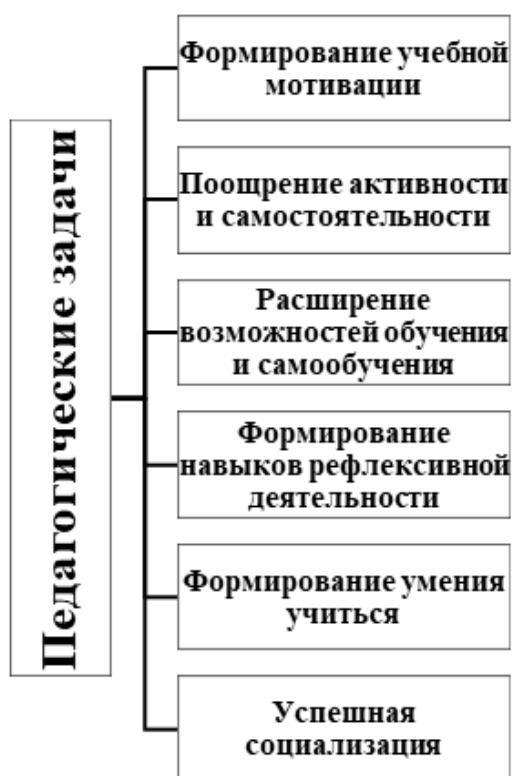 Педагогические задачи
Формирование учебной
мотивации
Поощрение активности
и самостоятельности
Расширение
возможностей обучения
и самообучения
Формирование
навыков рефлексивной
деятельности
Формирование умения
учиться
Успешная
социализация